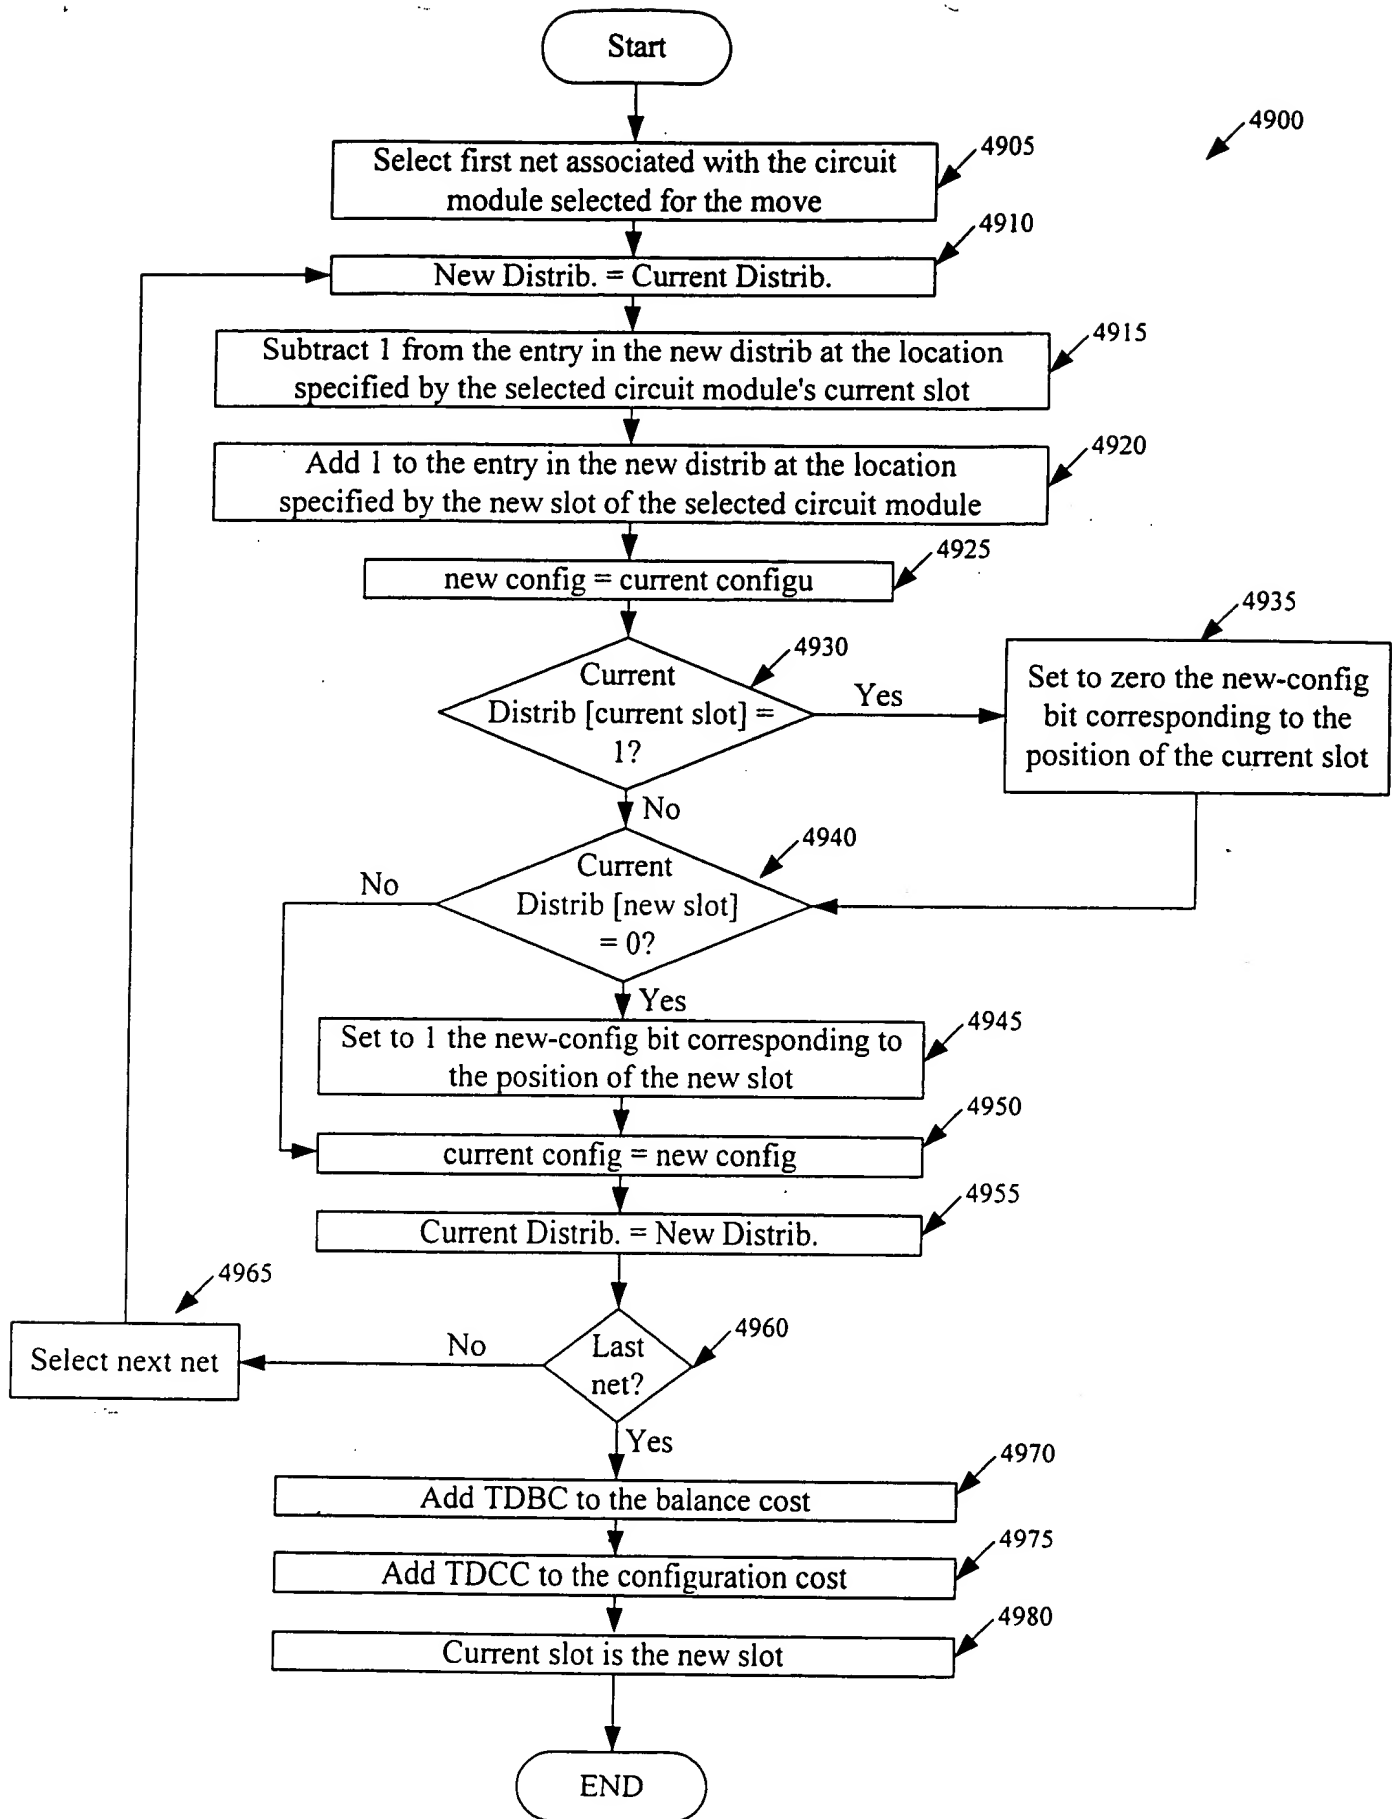 Start
4900
4905
Select first net associated with the circuit
module selected for the move
4910
New Distrib. = Current Distrib.
4915
Subtract 1 from the entry in the new distrib at the location
specified by the selected circuit module's current slot
4920
Add 1 to the entry in the new distrib at the location
specified by the new slot of the selected circuit module
4925
new config = current configu
4930
Current
Distrib [current slot] =
1?
Yes
4935
Set to zero the new-config
bit corresponding to the
position of the current slot
No
4940
Current
Distrib [new slot]
= 0?
No
Yes
4945
Set to 1 the new-config bit corresponding to
the position of the new slot
4950
current config = new config
4955
Current Distrib. = New Distrib.
4965
Select next net
No
4960
Last
net?
Yes
4970
Add TDBC to the balance cost
4975
Add TDCC to the configuration cost
4980
Current slot is the new slot
END